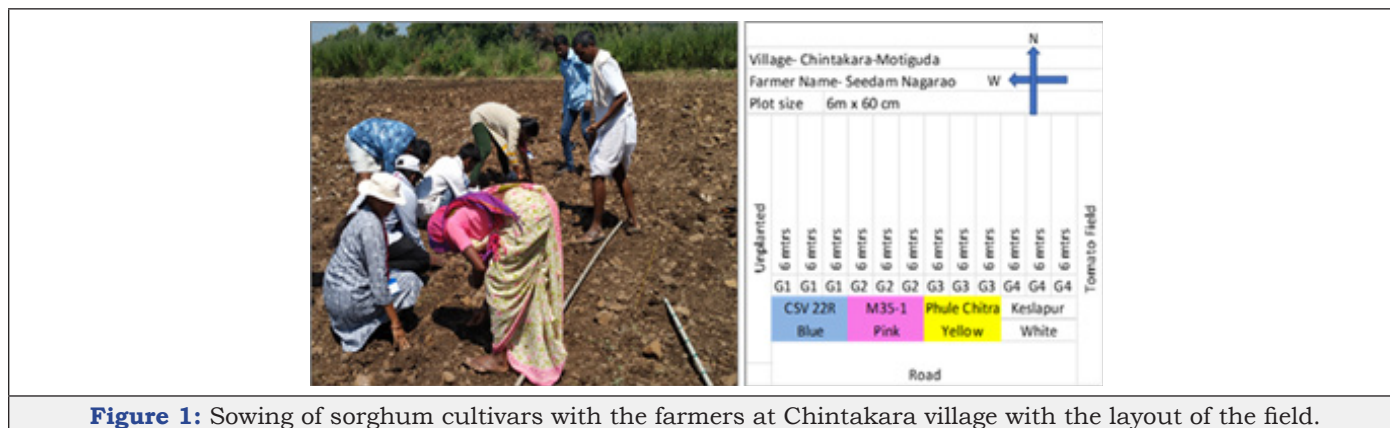 N
Village- Chintakara-Motiguda
Farmer Name- Seedam Nagarao W
Plot size 6m x 60 cm
Unplanted
6 mtrs 6 mtrs 6 mtrs 6 mtrs 6 mtrs 6 mtrs 6 mtrs 6 mtrs 6 mtrs 6 mtrs 6 mtrs 6 mtrs
Tomato Field
G1 G1 G1 G2 G2 G2 G3 G3 G3 G4 G4 G4
CSV 22R M35-1 Phule Chitra Keslapur
Blue Pink Yellow White
Road
Figure 1: Sowing of sorghum cultivars with the farmers at Chintakara village with the layout of the field.